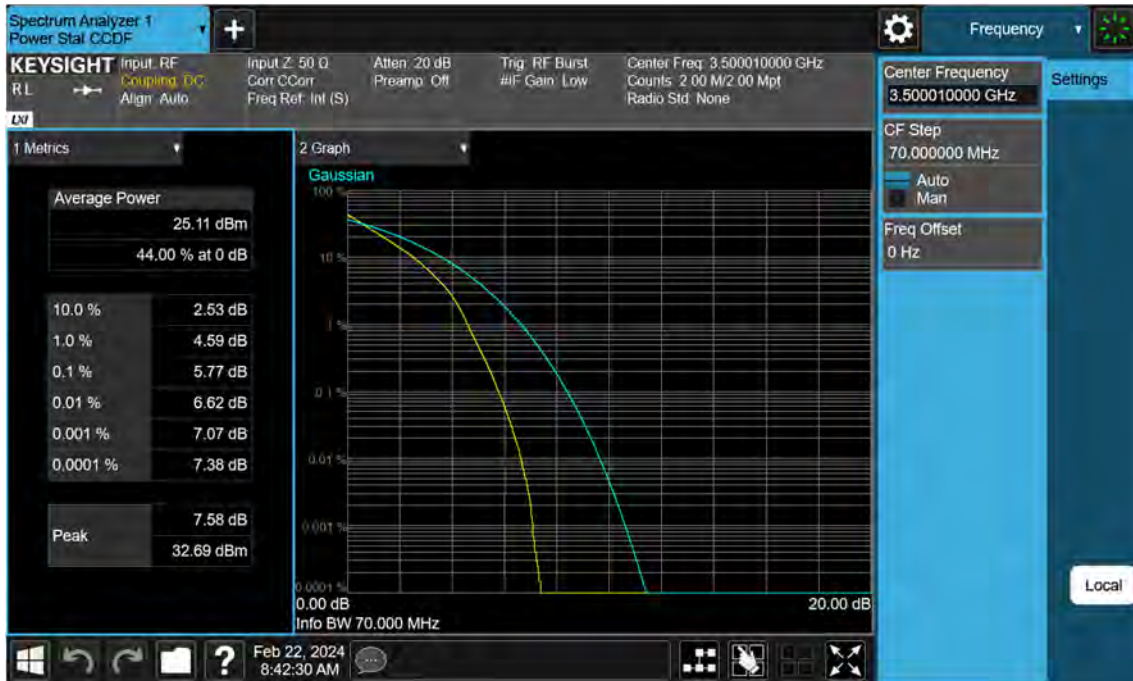 Spectrum Analyzer 1
Power Stat CCDF
Frequency
KEYSIGHT
RL
LXI
Input: RF
Coupling: DC
Align: Auto
Input Z: 50 Ω
Corr CCorr
Freq Ref: Int (S)
Atten: 20 dB
Preamp: Off
Trig: RF Burst
#IF Gain: Low
Center Freq: 3.500010000 GHz
Counts: 2.00 M/2.00 Mpt
Radio Std: None
Center Frequency
3.500010000 GHz
Settings
CF Step
70.000000 MHz
Auto
Man
Freq Offset
0 Hz
Local
1 Metrics
Average Power
25.11 dBm
44.00 % at 0 dB
10.0 % 2.53 dB
1.0 % 4.59 dB
0.1 % 5.77 dB
0.01 % 6.62 dB
0.001 % 7.07 dB
0.0001 % 7.38 dB
Peak
7.58 dB
32.69 dBm
2 Graph
Gaussian
100 %
10 %
1 %
0.1 %
0.01 %
0.001 %
0.0001 %
0.00 dB
20.00 dB
Info BW 70.000 MHz
?
Feb 22, 2024
8:42:30 AM